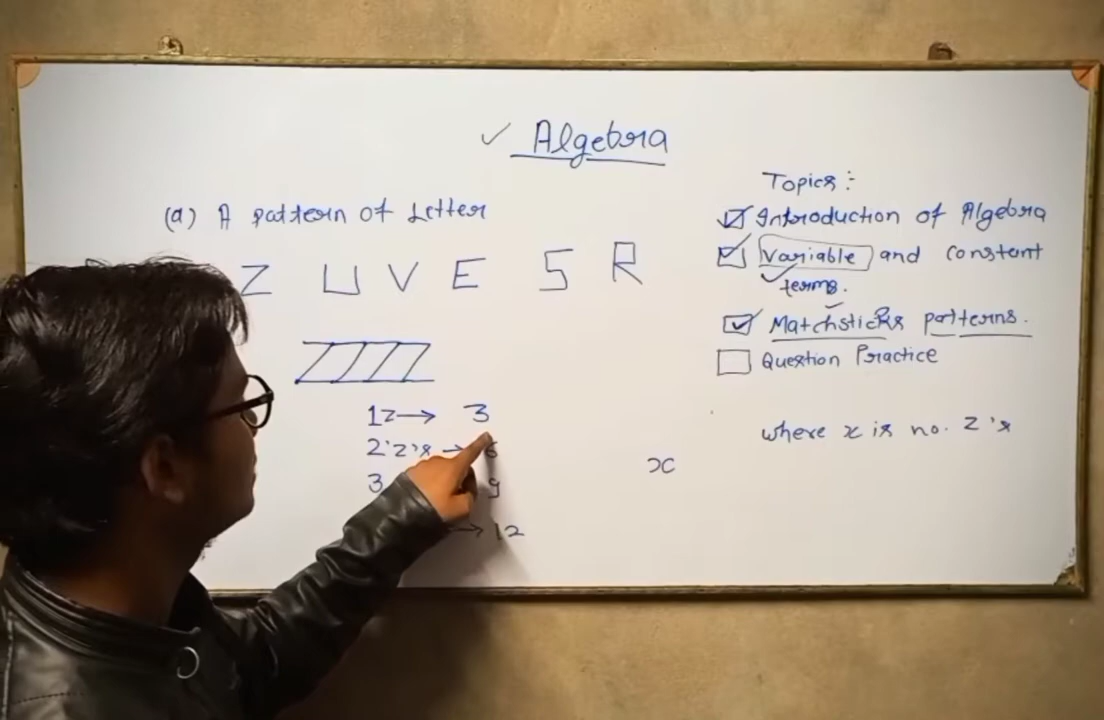 ✓ Algebra
(a) A pattern of Letter
Z U V E S R
1z → 3
2'z's → 6
3 9
→ 12
x
Topics:
☑ Introduction of Algebra
☑ Variable and constant
terms.
☑ Matchsticks patterns.
☐ Question Practice
where x is no. z's